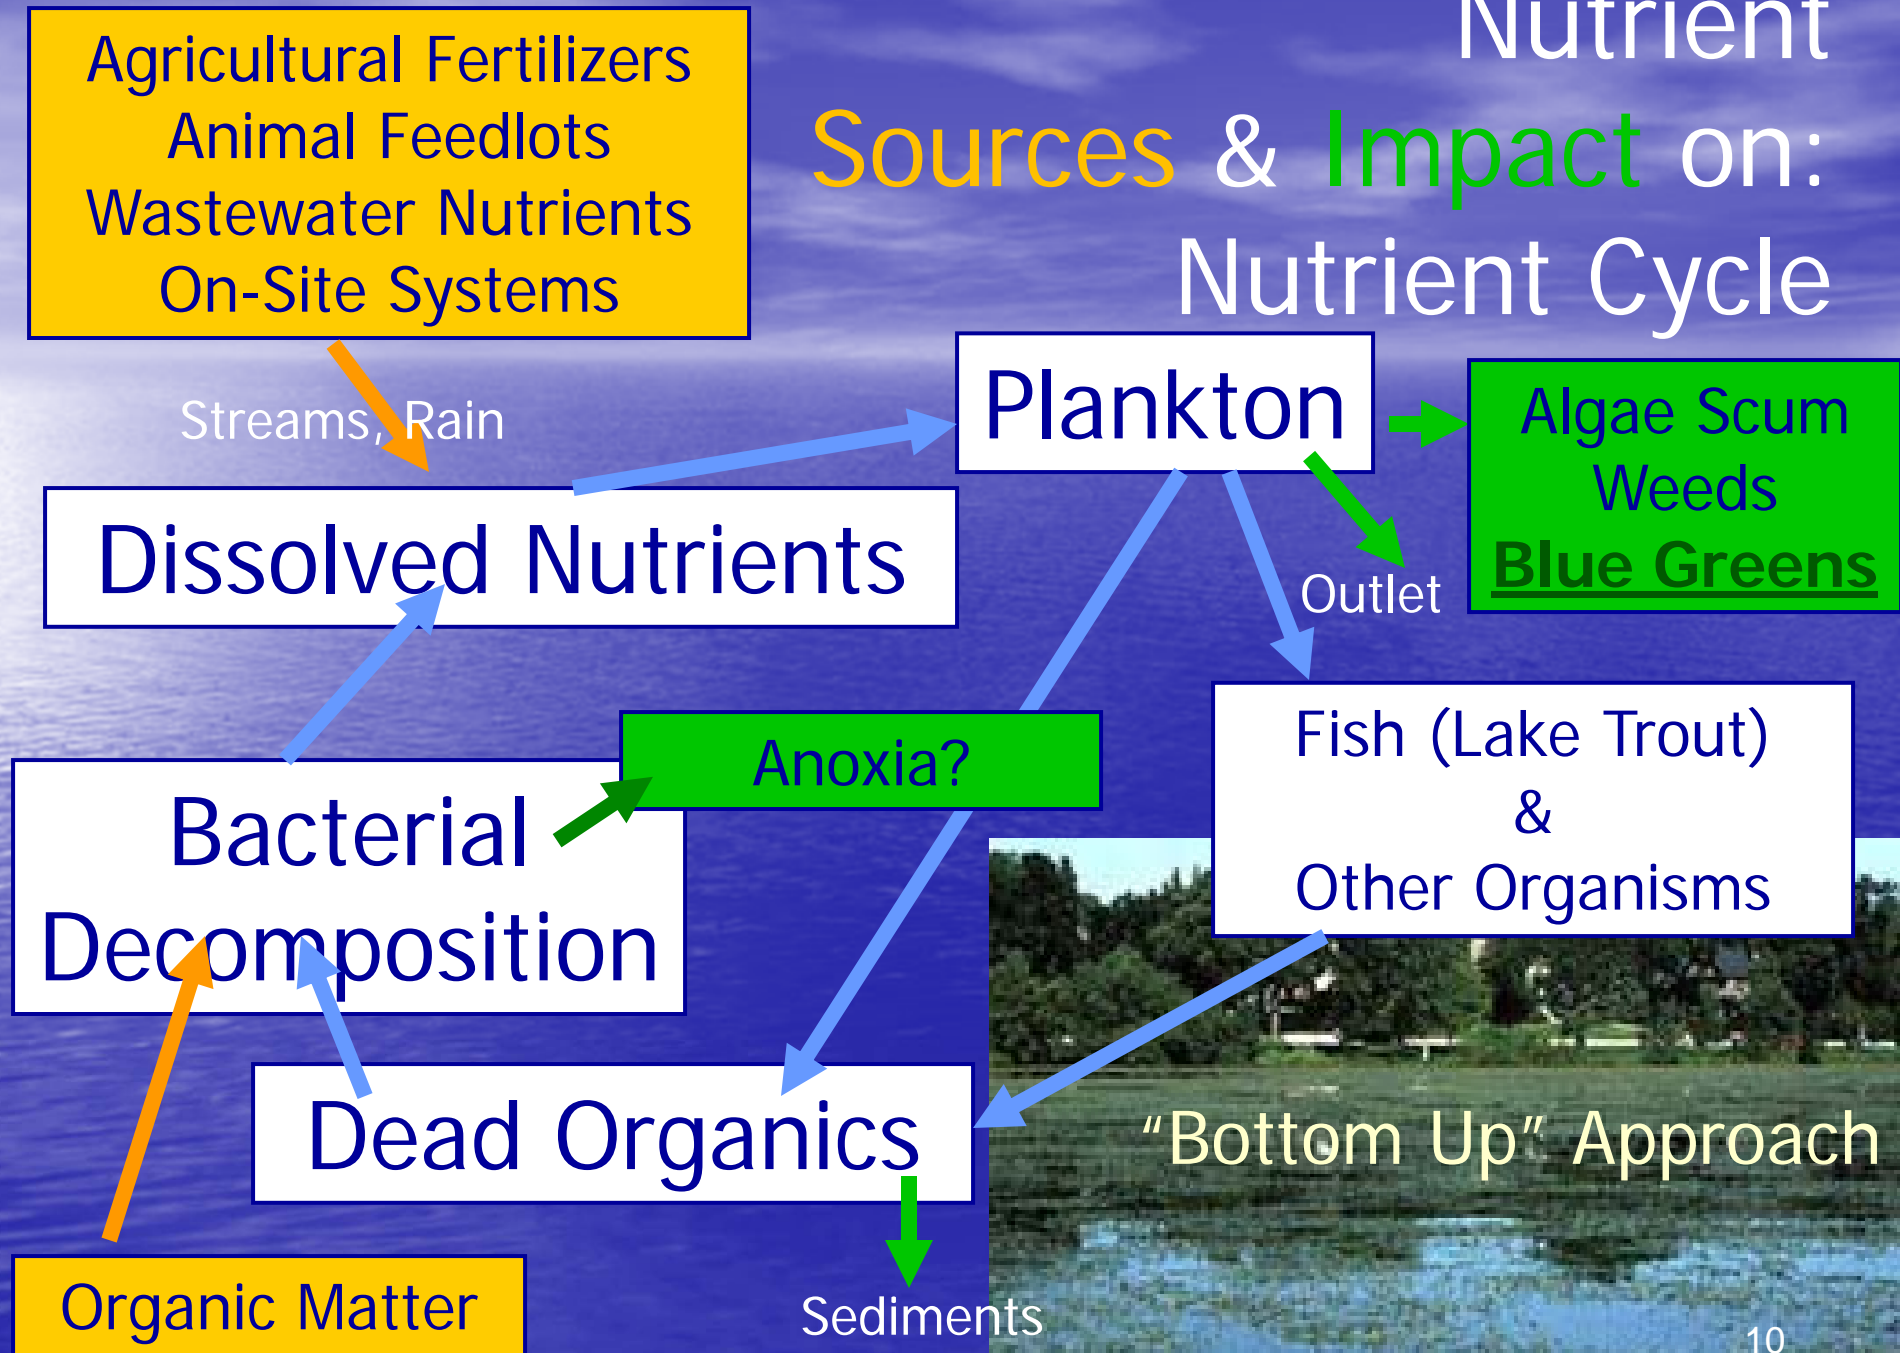 Nutrient
Sources & Impact on:
Nutrient Cycle
Agricultural Fertilizers
Animal Feedlots
Wastewater Nutrients
On-Site Systems
Streams, Rain
Plankton
Algae Scum
Weeds
Blue Greens
Dissolved Nutrients
Outlet
Anoxia?
Fish (Lake Trout)
&
Other Organisms
Bacterial
Decomposition
Dead Organics
"Bottom Up" Approach
Organic Matter
Sediments
10